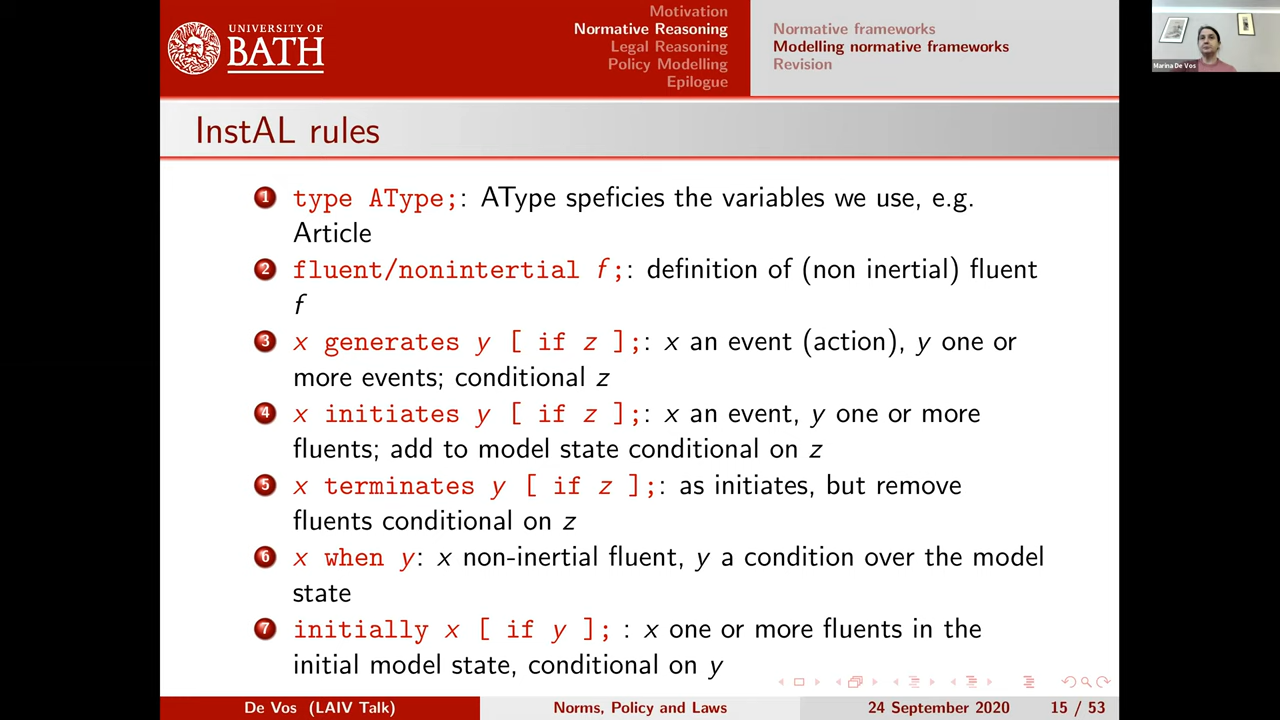 UNIVERSITY OF
BATH
Motivation
Normative Reasoning
Legal Reasoning
Policy Modelling
Epilogue
Normative frameworks
Modelling normative frameworks
Revision
Marina De Vos
InstAL rules
1 type AType;: AType speficies the variables we use, e.g.
Article
2 fluent/nonintertial f;: definition of (non inertial) fluent
f
3 x generates y [ if z ];: x an event (action), y one or
more events; conditional z
4 x initiates y [ if z ];: x an event, y one or more
fluents; add to model state conditional on z
5 x terminates y [ if z ];: as initiates, but remove
fluents conditional on z
6 x when y: x non-inertial fluent, y a condition over the model
state
7 initially x [ if y ]; : x one or more fluents in the
initial model state, conditional on y
De Vos (LAIV Talk) Norms, Policy and Laws 24 September 2020 15 / 53